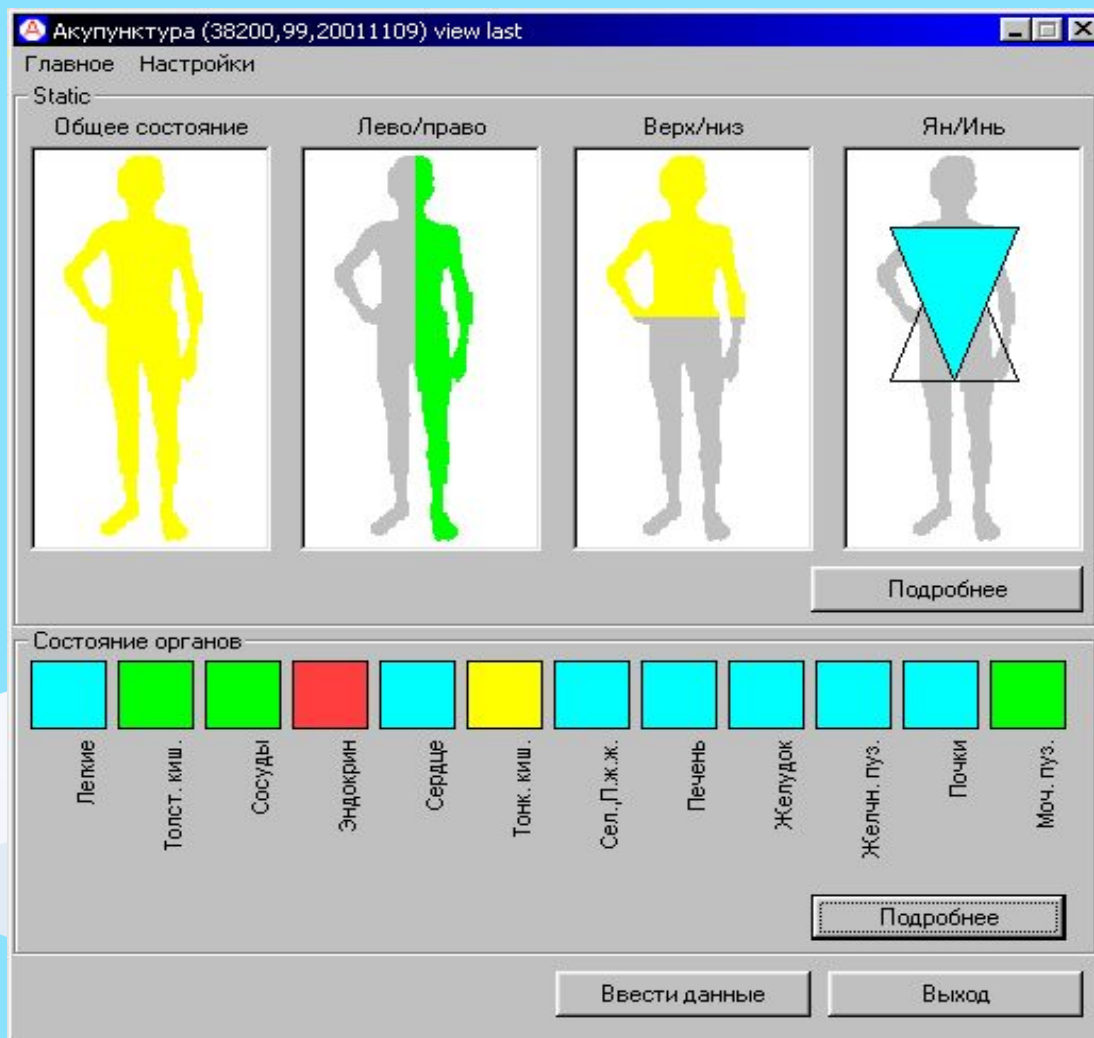 Акупунктура (38200,99,20011109) view last
Главное Настройки
Static
Общее состояние Лево/право Верх/низ Ян/Инь
Подробнее
Состояние органов
Легкие
Толст. киш.
Сосуды
Эндокрин
Сердце
Тонк. киш.
Сел.,П.ж.ж.
Печень
Желудок
Желчн. пуз.
Почки
Моч. пуз.
Подробнее
Ввести данные Выход